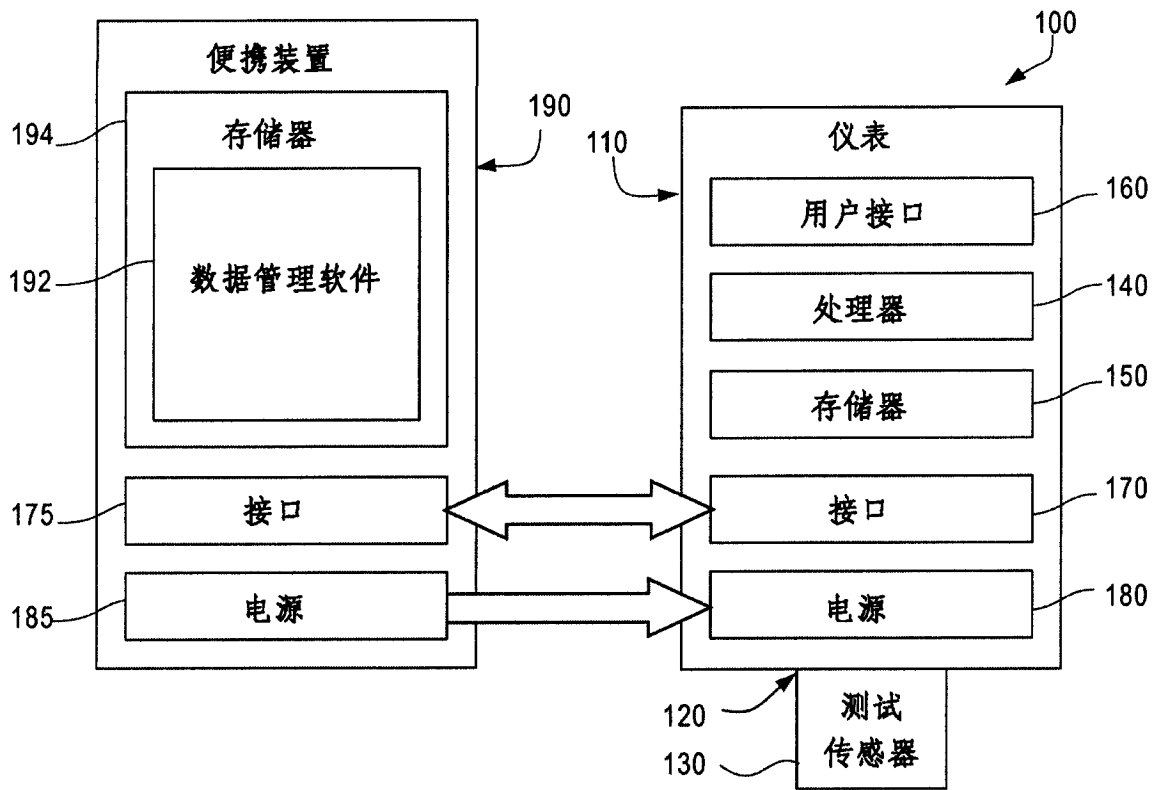 100
便携装置
194
存储器
190
192
数据管理软件
175
接口
185
电源
110
仪表
用户接口
160
处理器
140
存储器
150
接口
170
电源
180
120
测试
传感器
130